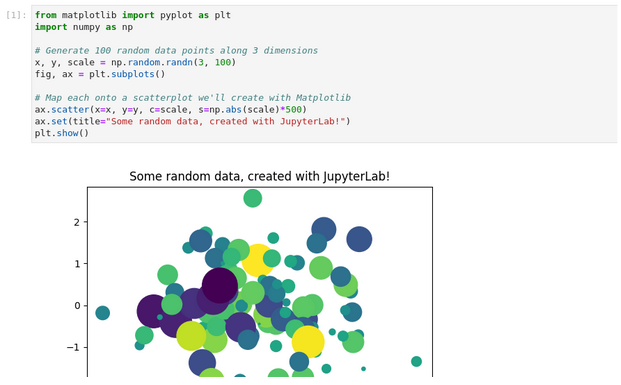 [1]: from matplotlib import pyplot as plt
import numpy as np
# Generate 100 random data points along 3 dimensions
x, y, scale = np.random.randn(3, 100)
fig, ax = plt.subplots()
# Map each onto a scatterplot we'll create with Matplotlib
ax.scatter(x=x, y=y, c=scale, s=np.abs(scale)*500)
ax.set(title="Some random data, created with JupyterLab!")
plt.show()
Some random data, created with JupyterLab!
2
1
0
−1